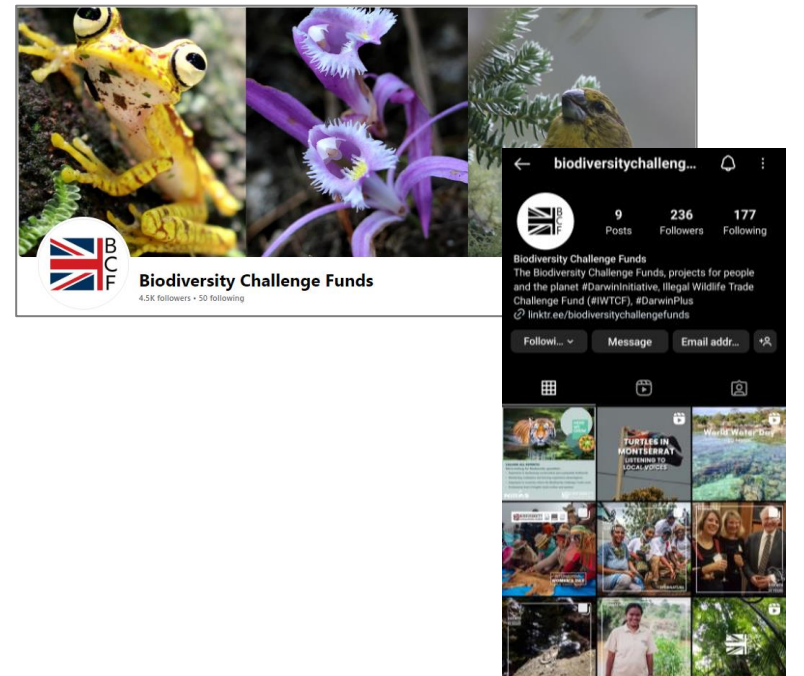 B
C
F
Biodiversity Challenge Funds
4.5K followers • 50 following
biodiversitychalleng...
B
C
F
9
236
177
Posts
Followers
Following
Biodiversity Challenge Funds
The Biodiversity Challenge Funds, projects for people
and the planet #DarwinInitiative, Illegal Wildlife Trade
Challenge Fund (#IWTCF), #DarwinPlus
linktr.ee/biodiversitychallengefunds
Followi...
Message
Email addr...
TURTLES IN
MONTSERRAT
LISTENING TO
LOCAL VOICES
World Water Day